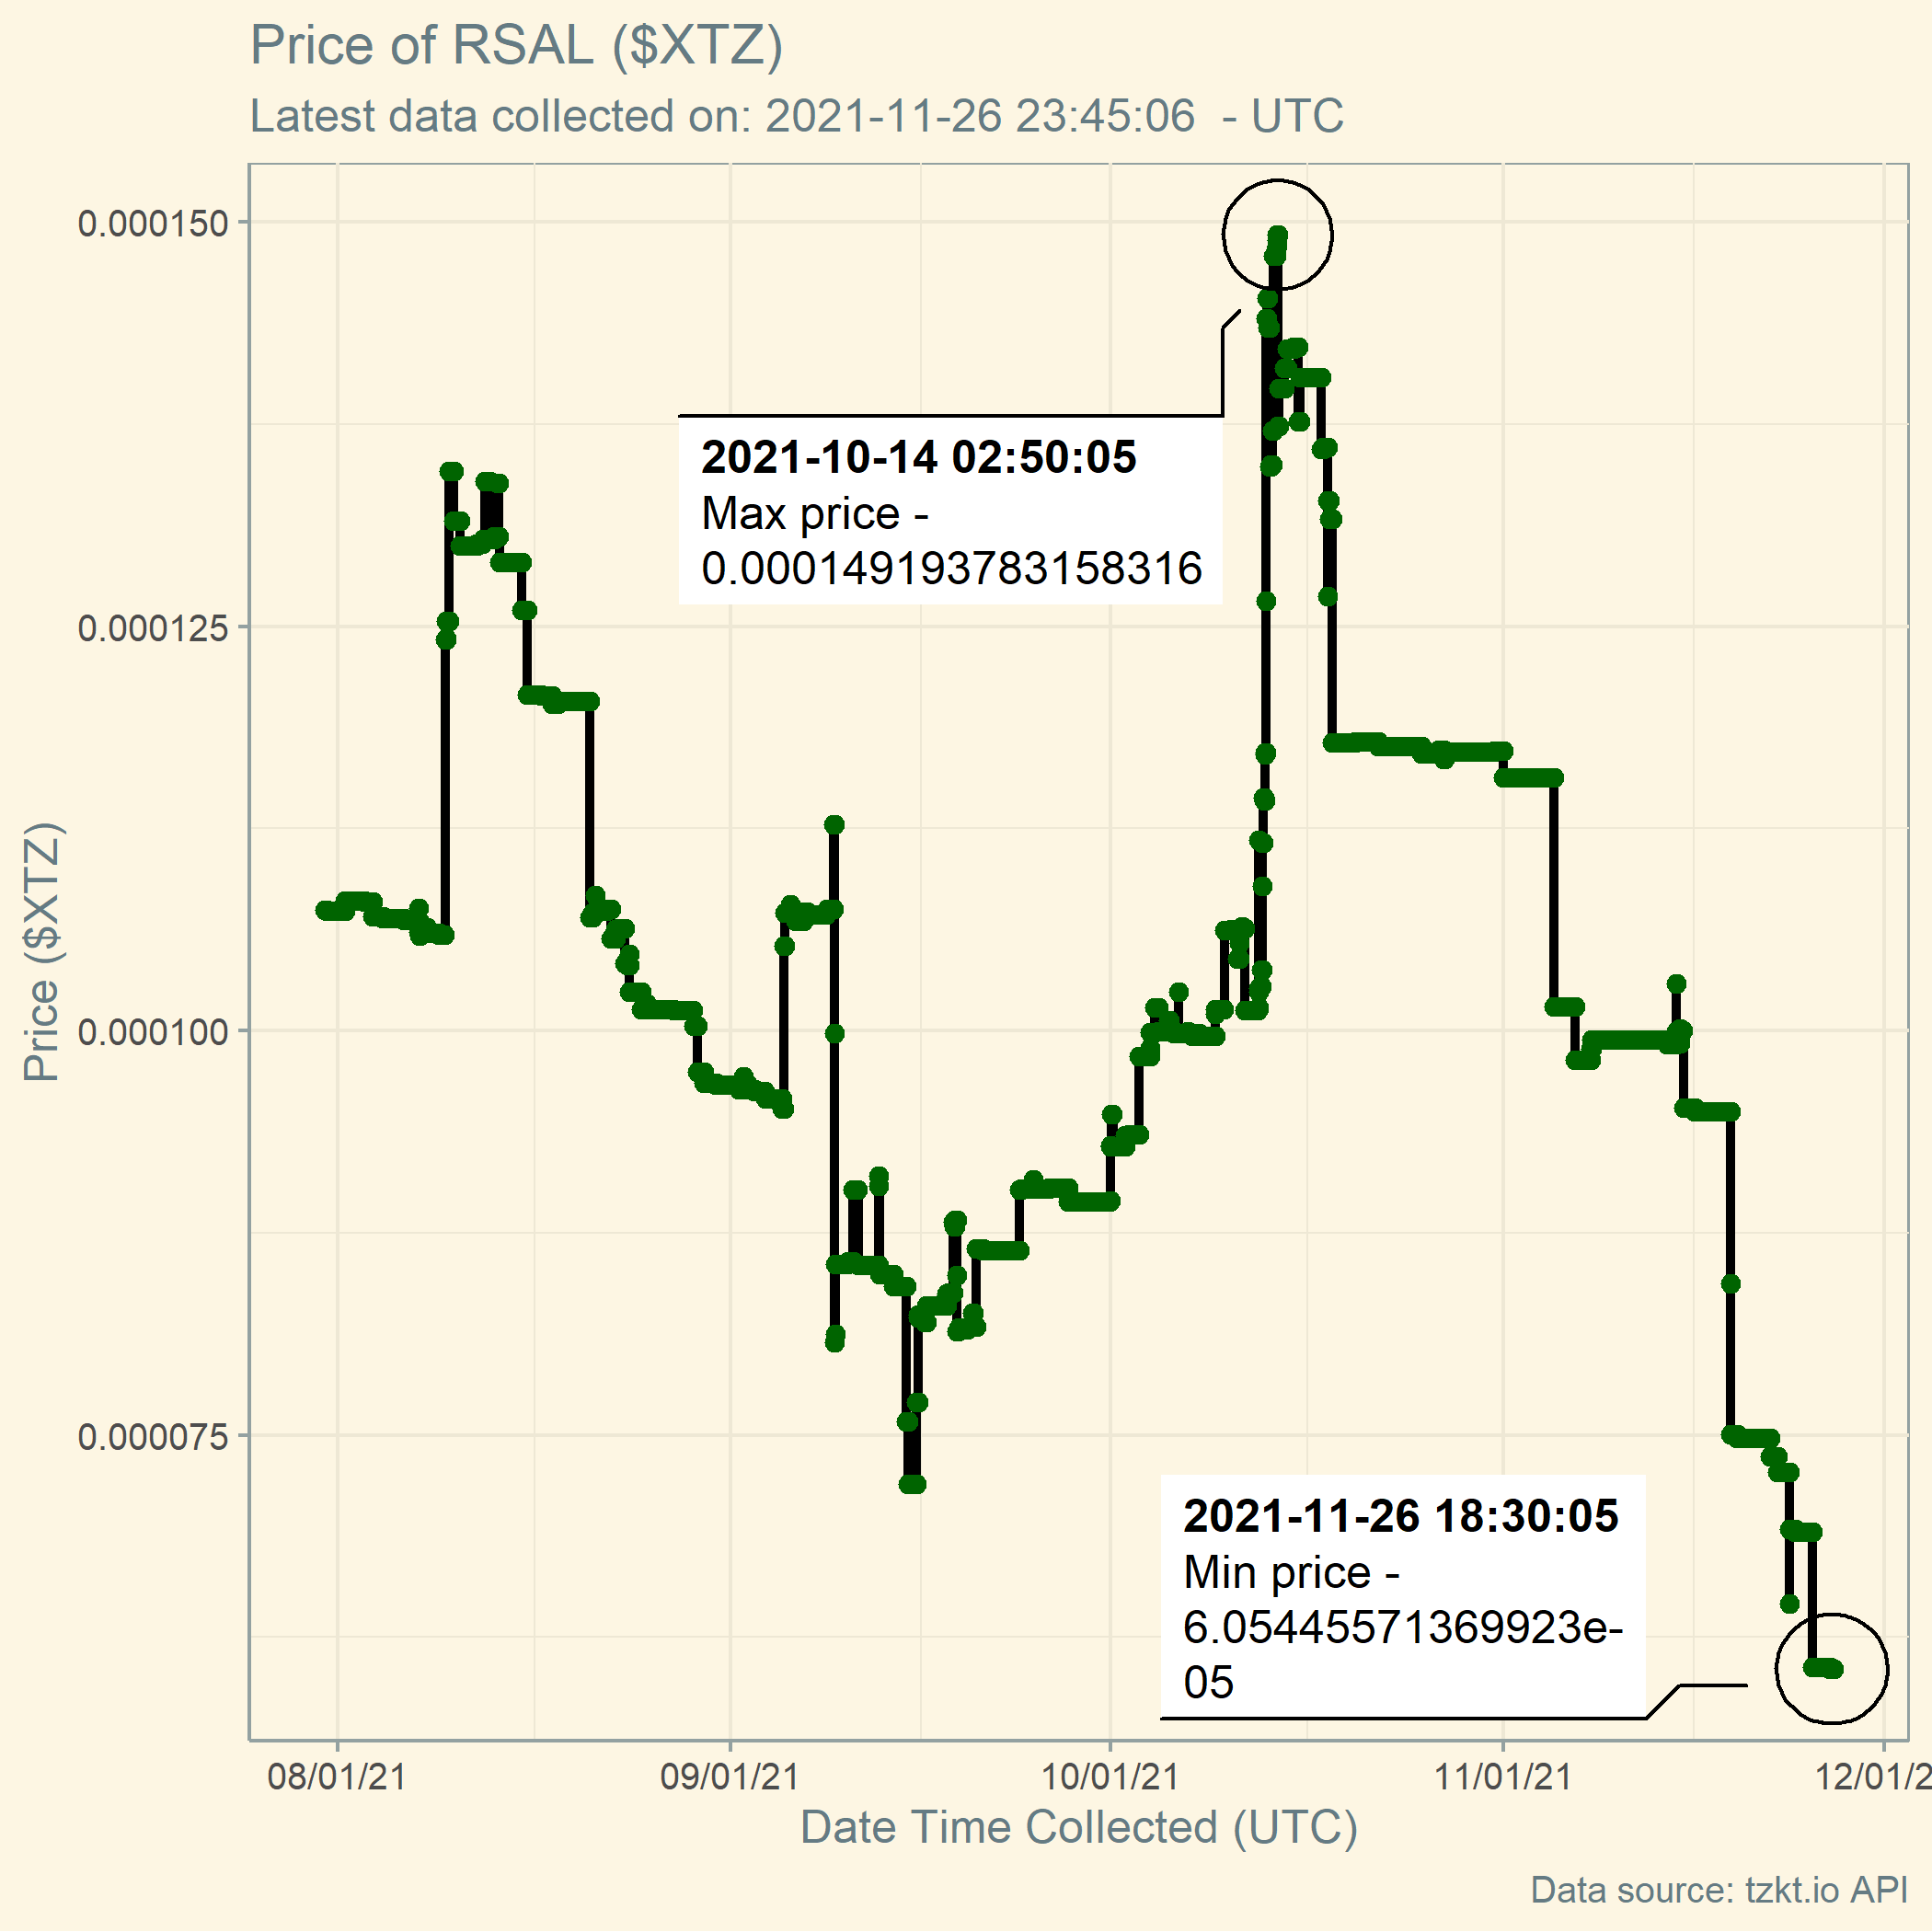 Price of RSAL ($XTZ)
Latest data collected on: 2021-11-26 23:45:06  - UTC
0.000150
2021-10-14 02:50:05
Max price -
0.000149193783158316
0.000125
Price ($XTZ)
0.000100
0.000075
2021-11-26 18:30:05
Min price -
6.05445571369923e-
05
08/01/21
09/01/21
10/01/21
11/01/21
12/01/2
Date Time Collected (UTC)
Data source: tzkt.io API